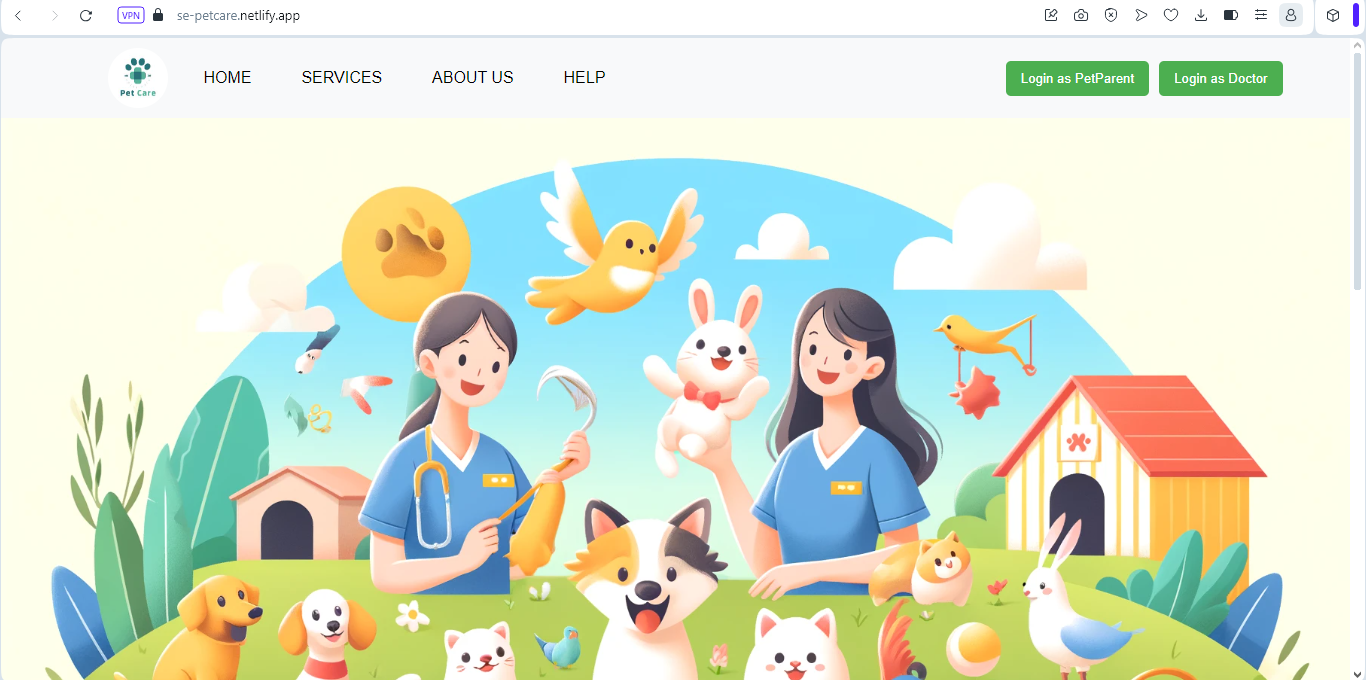 VPN
se-petcare.netlify.app
Pet Care
HOME
SERVICES
ABOUT US
HELP
Login as PetParent
Login as Doctor